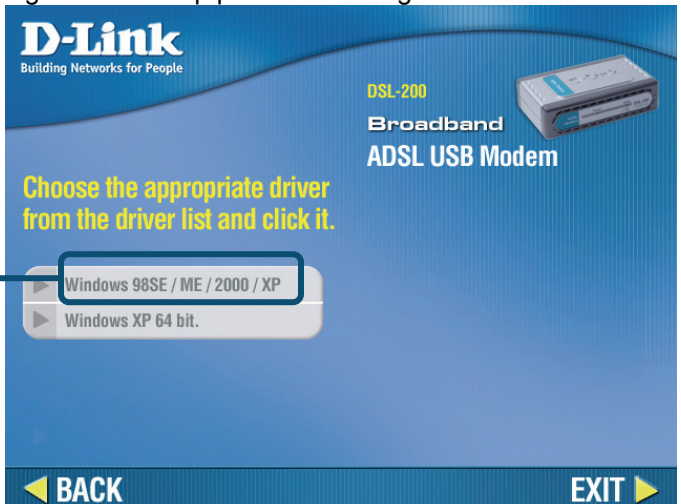 D-Link
Building Networks for People
DSL-200
Broadband
ADSL USB Modem
Choose the appropriate driver
from the driver list and click it.
Windows 98SE / ME / 2000 / XP
Windows XP 64 bit.
BACK
EXIT